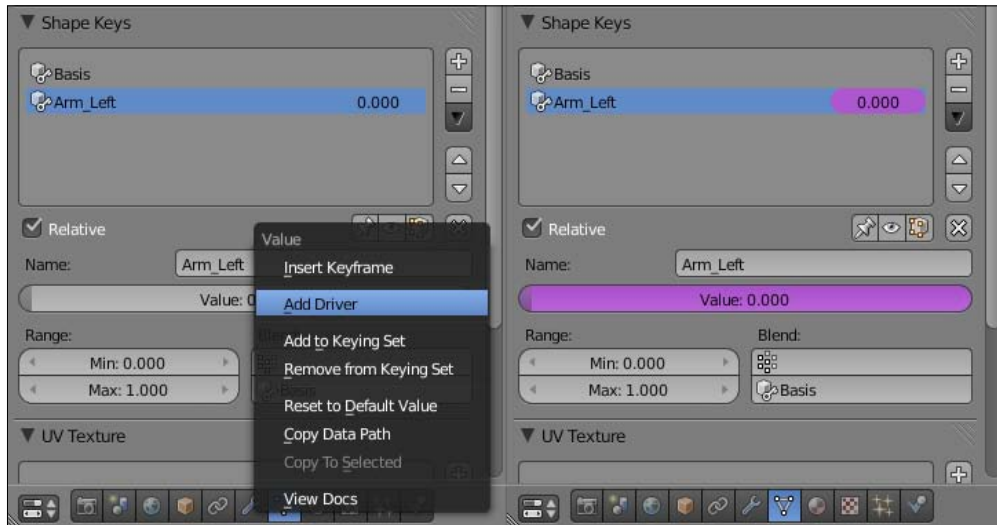 Shape Keys
Basis
Arm_Left 0.000
Relative
Name: Arm_Left
Value: 0
Range:
Min: 0.000
Max: 1.000
UV Texture
Value
Insert Keyframe
Add Driver
Add to Keying Set
Remove from Keying Set
Reset to Default Value
Copy Data Path
Copy To Selected
View Docs
Shape Keys
Basis
Arm_Left 0.000
Relative
Name: Arm_Left
Value: 0.000
Range: Blend:
Min: 0.000
Max: 1.000 Basis
UV Texture